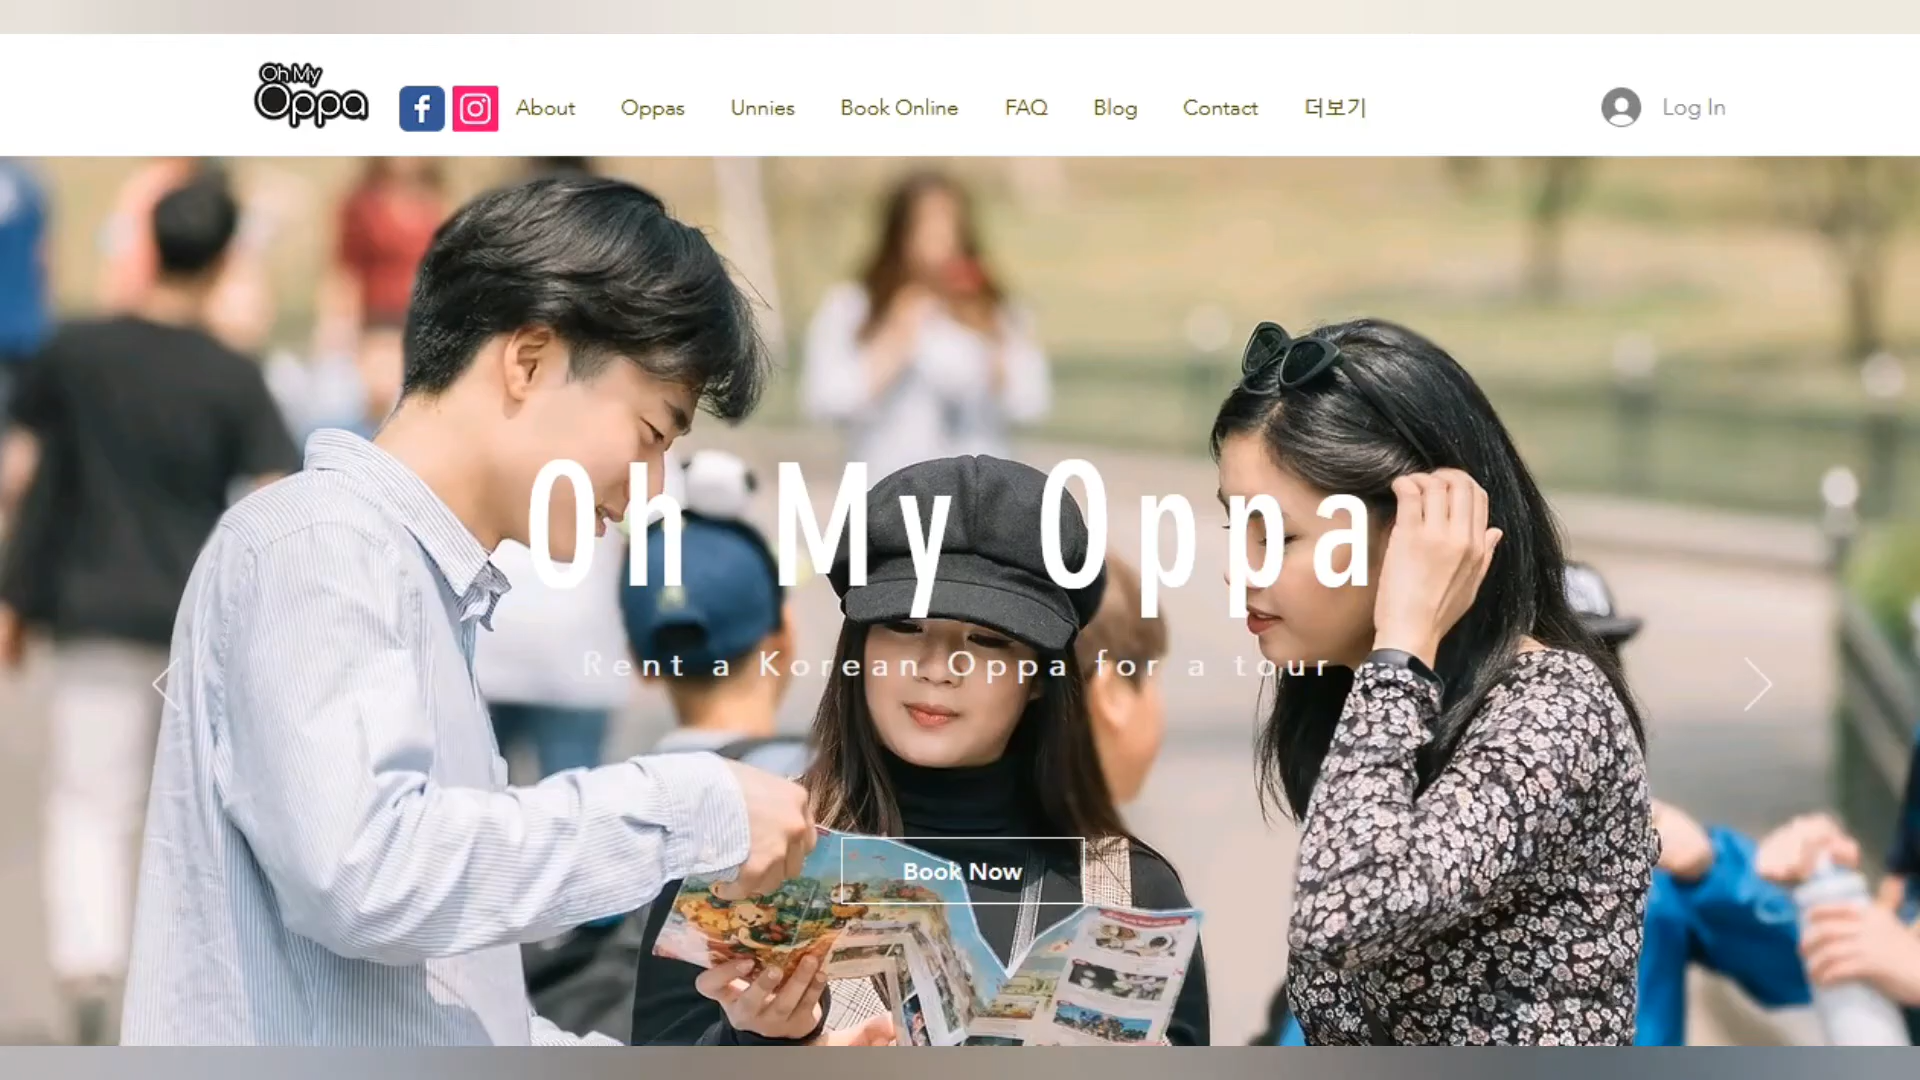 Oh My
Oppa
About Oppas Unnies Book Online FAQ Blog Contact 더보기 Log In
Oh My Oppa
Rent a Korean Oppa for a tour
Book Now